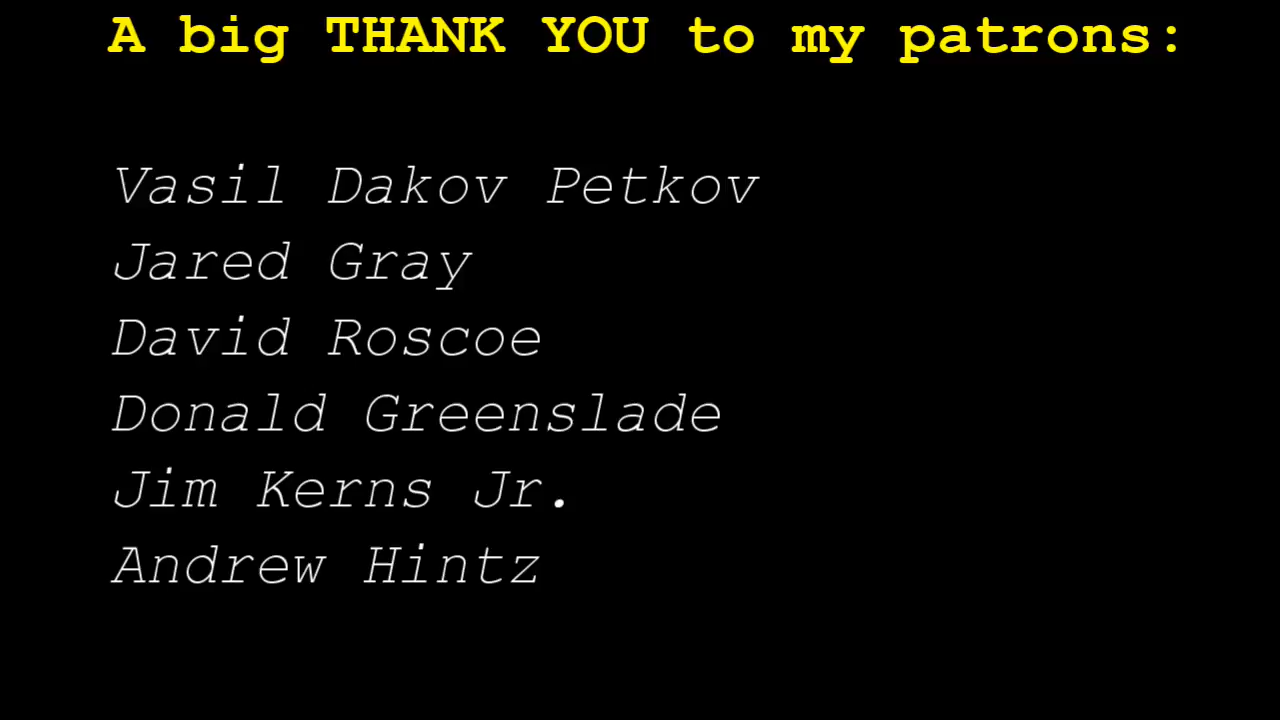 A big THANK YOU to my patrons:
Vasil Dakov Petkov
Jared Gray
David Roscoe
Donald Greenslade
Jim Kerns Jr.
Andrew Hintz